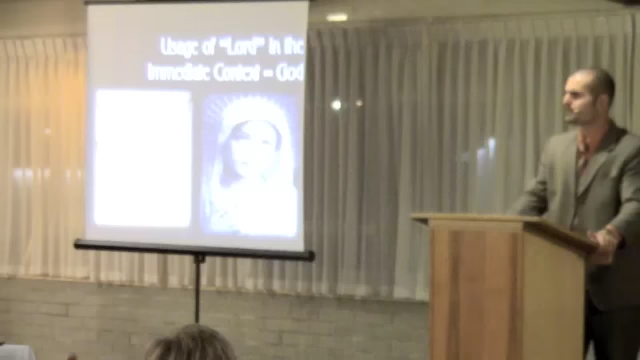 Usage of "Lord" in the
Immediate Context – God